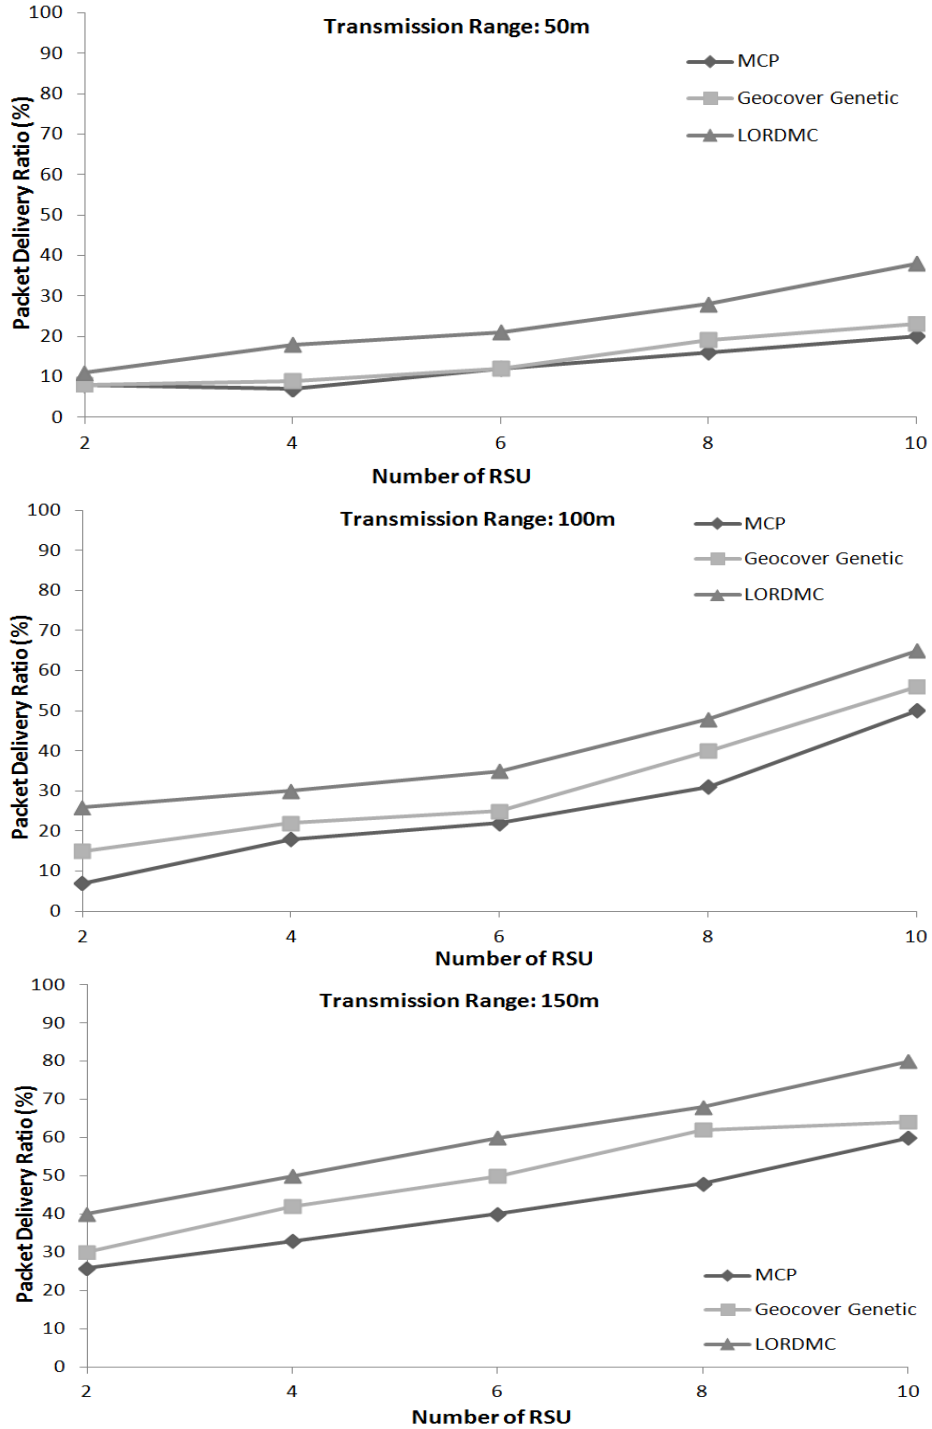 Transmission Range: 50m
Packet Delivery Ratio (%)
100
90
80
70
60
50
40
30
20
10
0
MCP
Geocover Genetic
LORDMC
2 4 6 8 10
Number of RSU
Transmission Range: 100m
Packet Delivery Ratio (%)
100
90
80
70
60
50
40
30
20
10
0
MCP
Geocover Genetic
LORDMC
2 4 6 8 10
Number of RSU
Transmission Range: 150m
Packet Delivery Ratio (%)
100
90
80
70
60
50
40
30
20
10
0
MCP
Geocover Genetic
LORDMC
2 4 6 8 10
Number of RSU